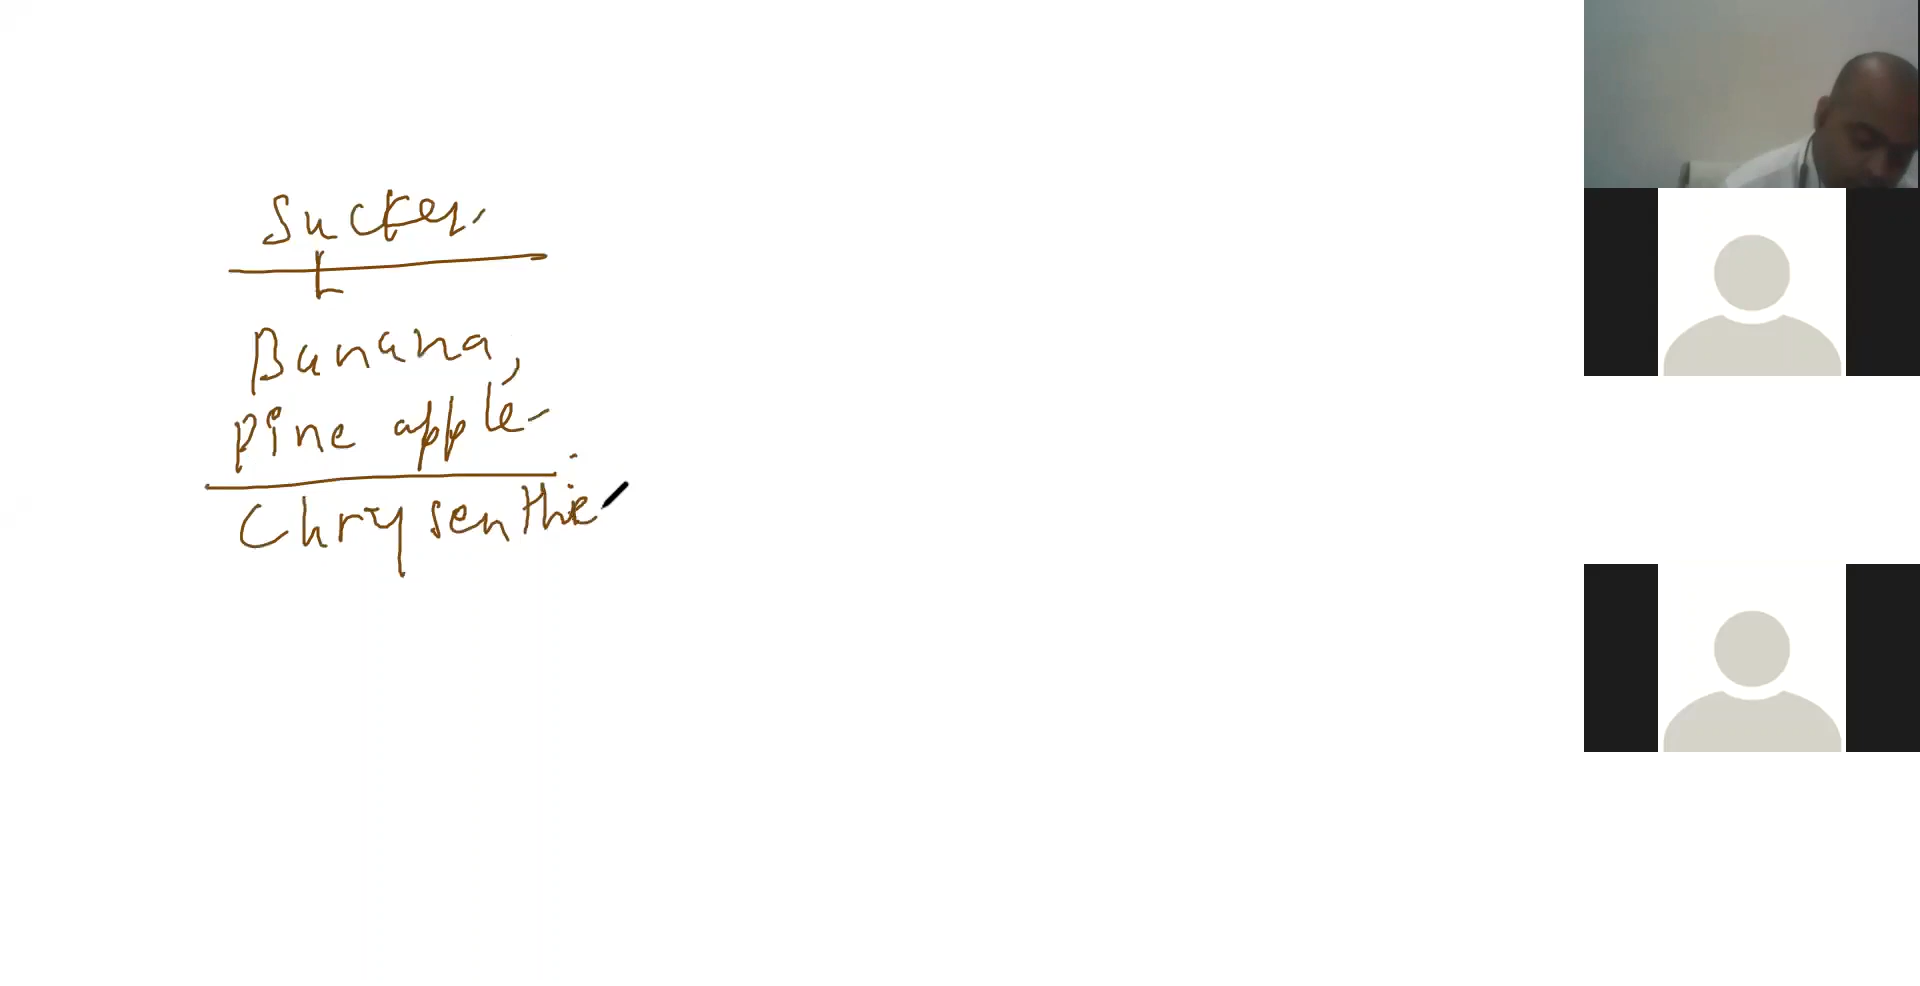 Sucker
Banana,
Pine apple
Chrysenthe